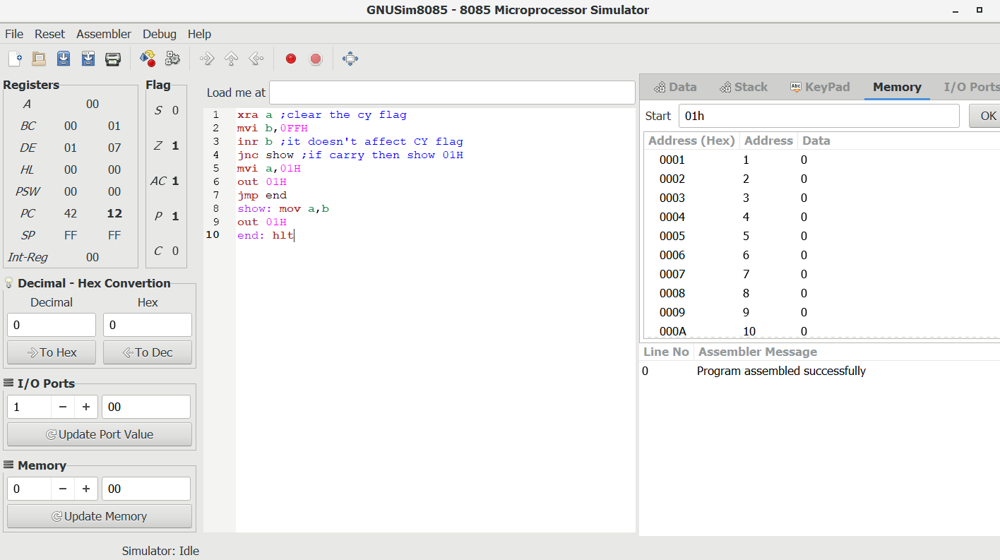 GNUSim8085 - 8085 Microprocessor Simulator
File Reset Assembler Debug Help
Registers
A 00
BC 00 01
DE 01 07
HL 00 00
PSW 00 00
PC 42 12
SP FF FF
Int-Reg 00
Flag
S 0
Z 1
AC 1
P 1
C 0
Decimal - Hex Convertion
Decimal Hex
0 0
To Hex To Dec
I/O Ports
1 − + 00
Update Port Value
Memory
0 − + 00
Update Memory
Load me at
1 xra a ;clear the cy flag
2 mvi b,0FFH
3 inr b ;it doesn't affect CY flag
4 jnc show ;if carry then show 01H
5 mvi a,01H
6 out 01H
7 jmp end
8 show: mov a,b
9 out 01H
10 end: hlt
Data Stack Abc KeyPad Memory I/O Ports
Start 01h OK
Address (Hex) Address Data
0001 1 0
0002 2 0
0003 3 0
0004 4 0
0005 5 0
0006 6 0
0007 7 0
0008 8 0
0009 9 0
000A 10 0
Line No Assembler Message
0 Program assembled successfully
Simulator: Idle